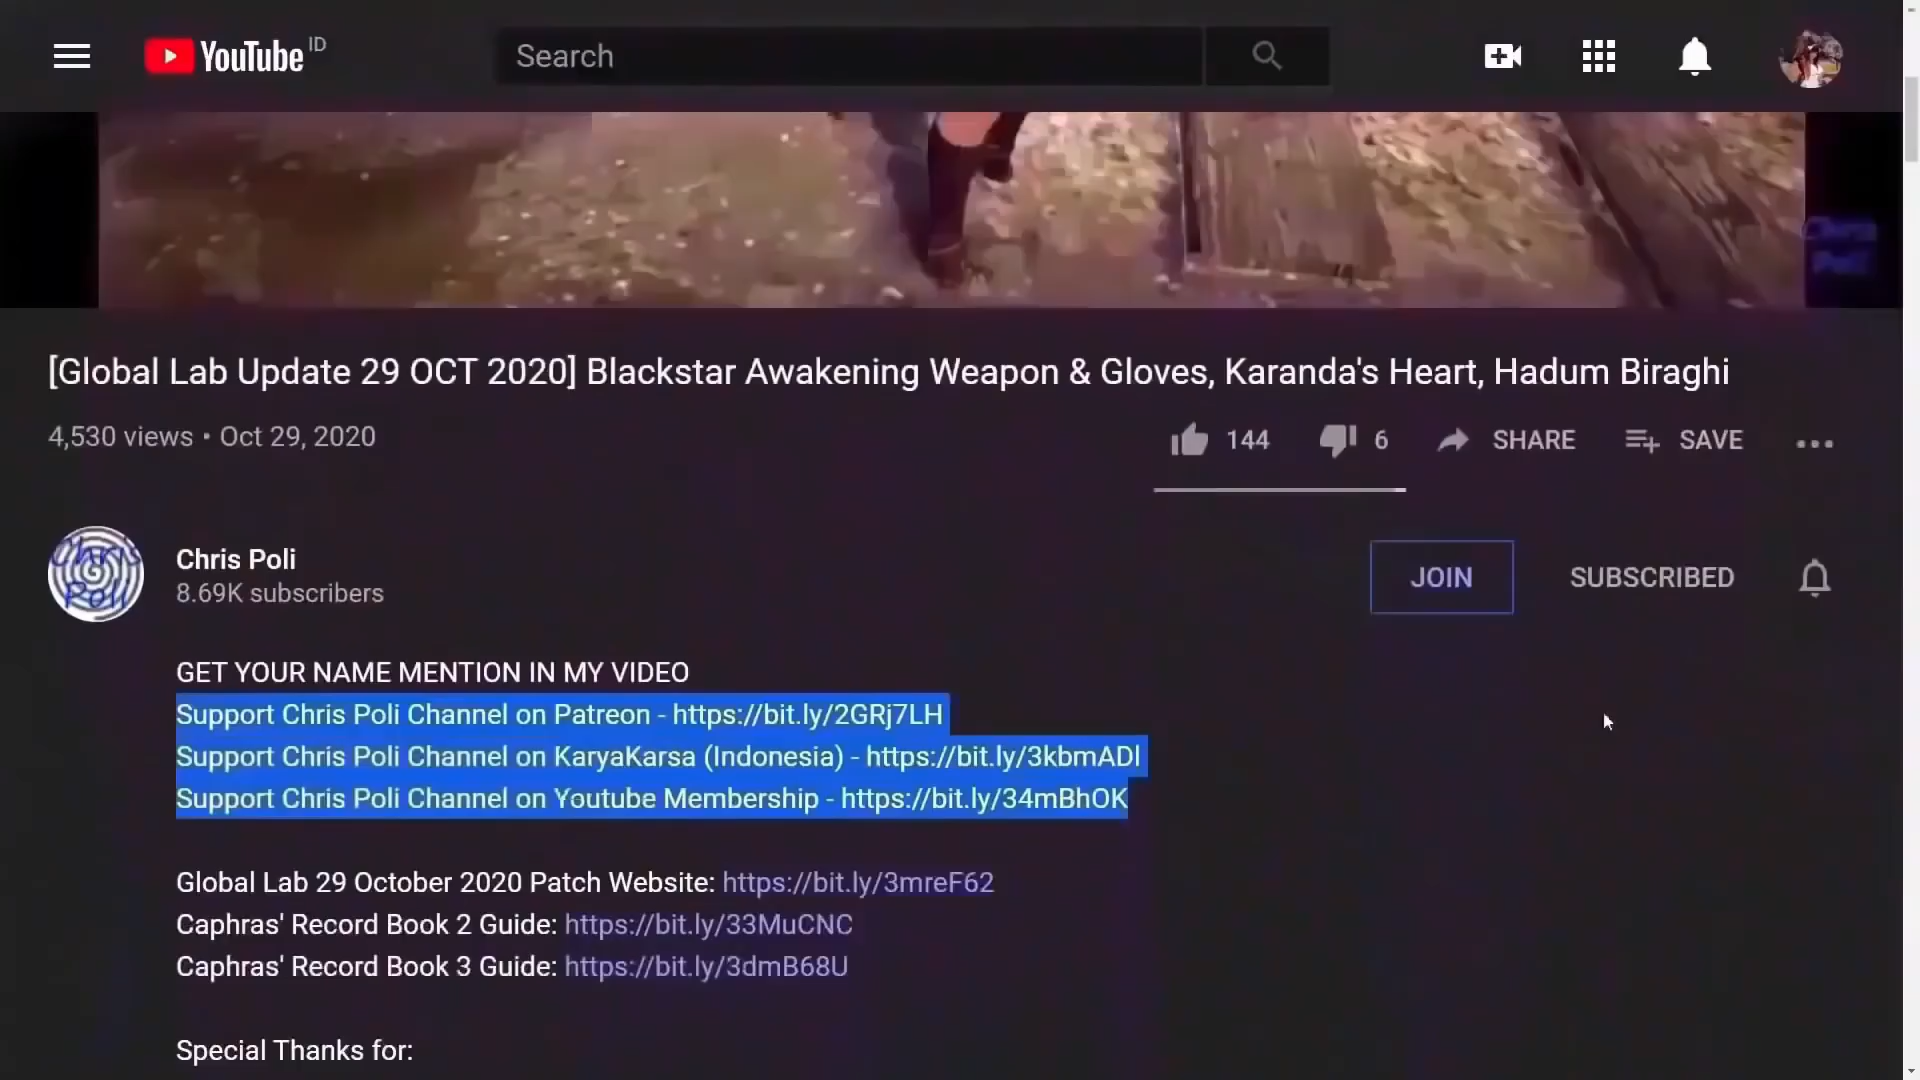 YouTube ID
Search
Chris
Poli
[Global Lab Update 29 OCT 2020] Blackstar Awakening Weapon & Gloves, Karanda's Heart, Hadum Biraghi
4,530 views • Oct 29, 2020
144
6
SHARE
SAVE
Chris
Poli
Chris Poli
8.69K subscribers
JOIN
SUBSCRIBED
GET YOUR NAME MENTION IN MY VIDEO
Support Chris Poli Channel on Patreon - https://bit.ly/2GRj7LH
Support Chris Poli Channel on KaryaKarsa (Indonesia) - https://bit.ly/3kbmADl
Support Chris Poli Channel on Youtube Membership - https://bit.ly/34mBhOK
Global Lab 29 October 2020 Patch Website: https://bit.ly/3mreF62
Caphras' Record Book 2 Guide: https://bit.ly/33MuCNC
Caphras' Record Book 3 Guide: https://bit.ly/3dmB68U
Special Thanks for: